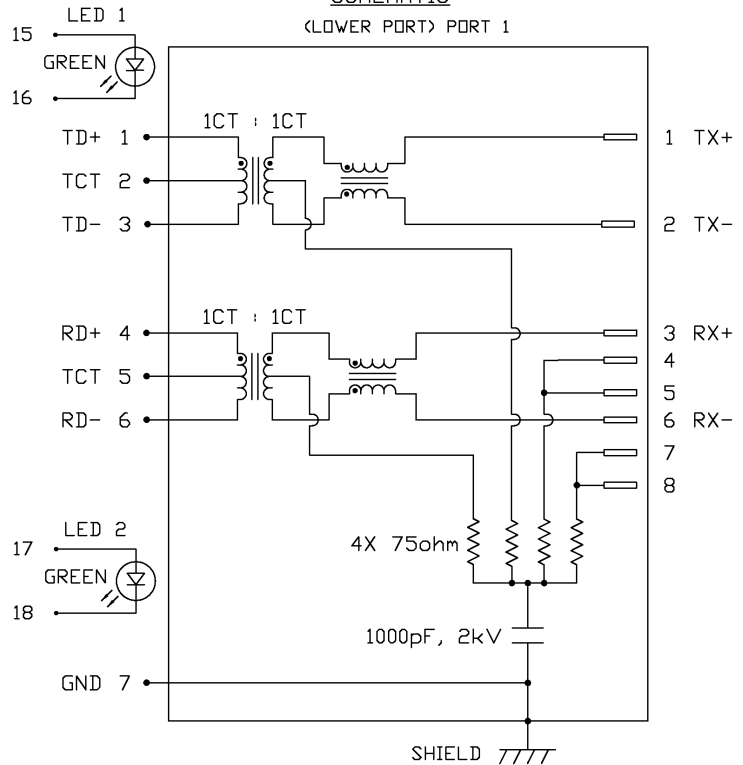 SCHEMATIC
(LOWER PORT) PORT 1
LED 1
15
GREEN
16
1CT : 1CT
TD+ 1
TCT 2
TD- 3
1 TX+
2 TX-
1CT : 1CT
RD+ 4
TCT 5
RD- 6
3 RX+
4
5
6 RX-
7
8
LED 2
17
GREEN
18
4X 75ohm
1000pF, 2kV
GND 7
SHIELD